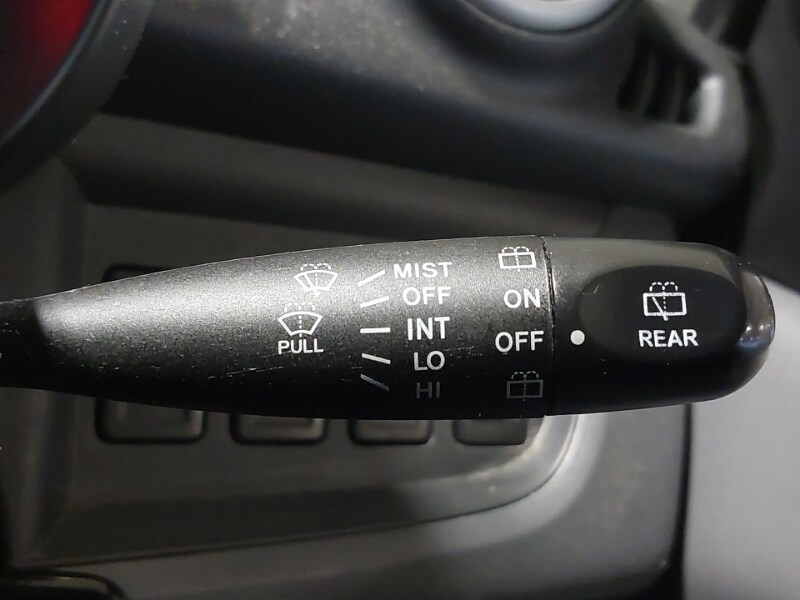 MIST
OFF
INT
LO
HI
PULL
ON
OFF
REAR